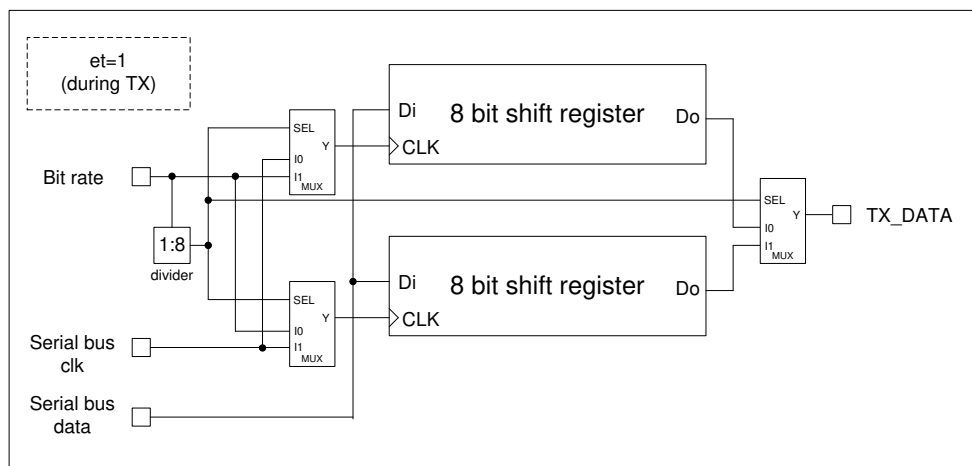 et=1
(during TX)
Di
8 bit shift register
Do
CLK
SEL
Y
I0
I1
MUX
Bit rate
SEL
Y
I0
I1
MUX
TX_DATA
1:8
divider
Di
8 bit shift register
Do
CLK
SEL
Y
I0
I1
MUX
Serial bus
clk
Serial bus
data